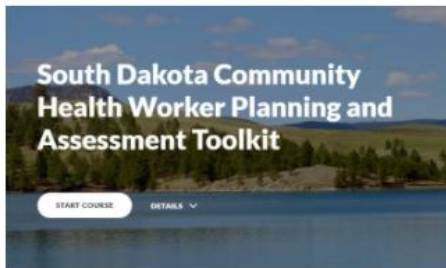 South Dakota Community
Health Worker Planning and
Assessment Toolkit
START COURSE DETAILS